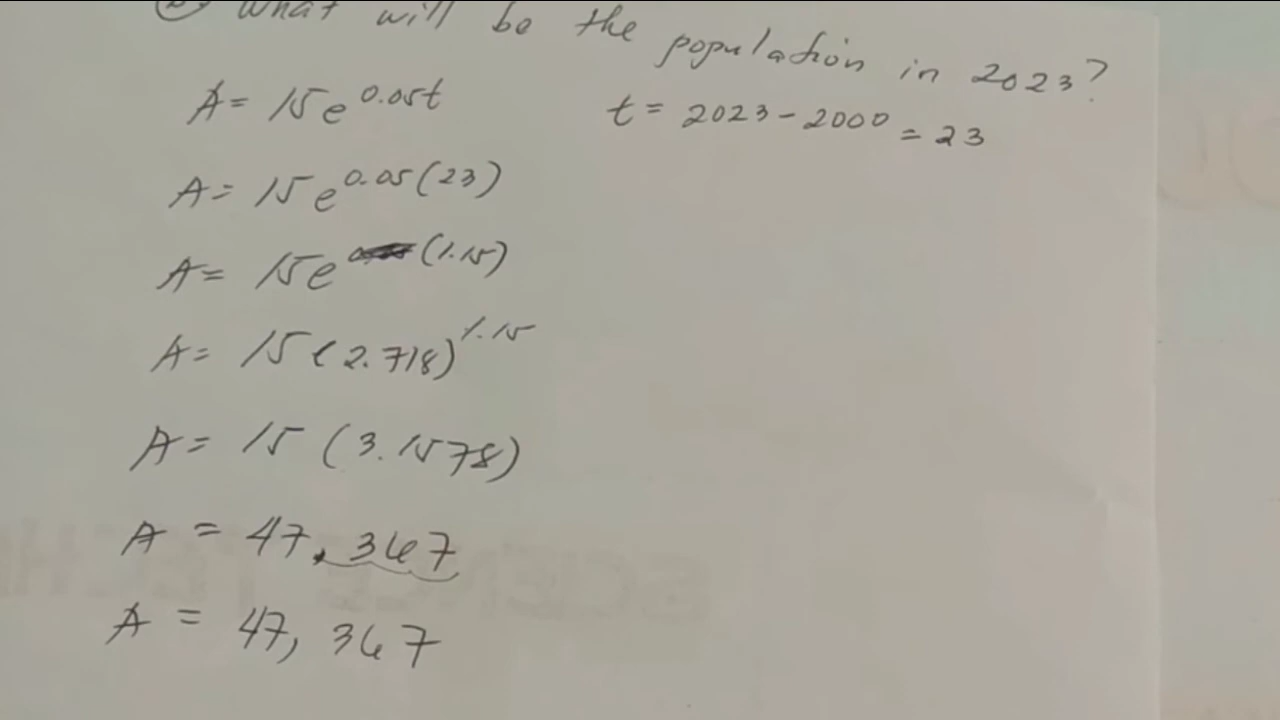 What will be the population in 2023?
A = 15e^0.05t
t = 2023 - 2000 = 23
A = 15e^0.05(23)
A = 15e^(1.15)
A = 15(2.718)^1.15
A = 15(3.1578)
A = 47.367
A = 47,367